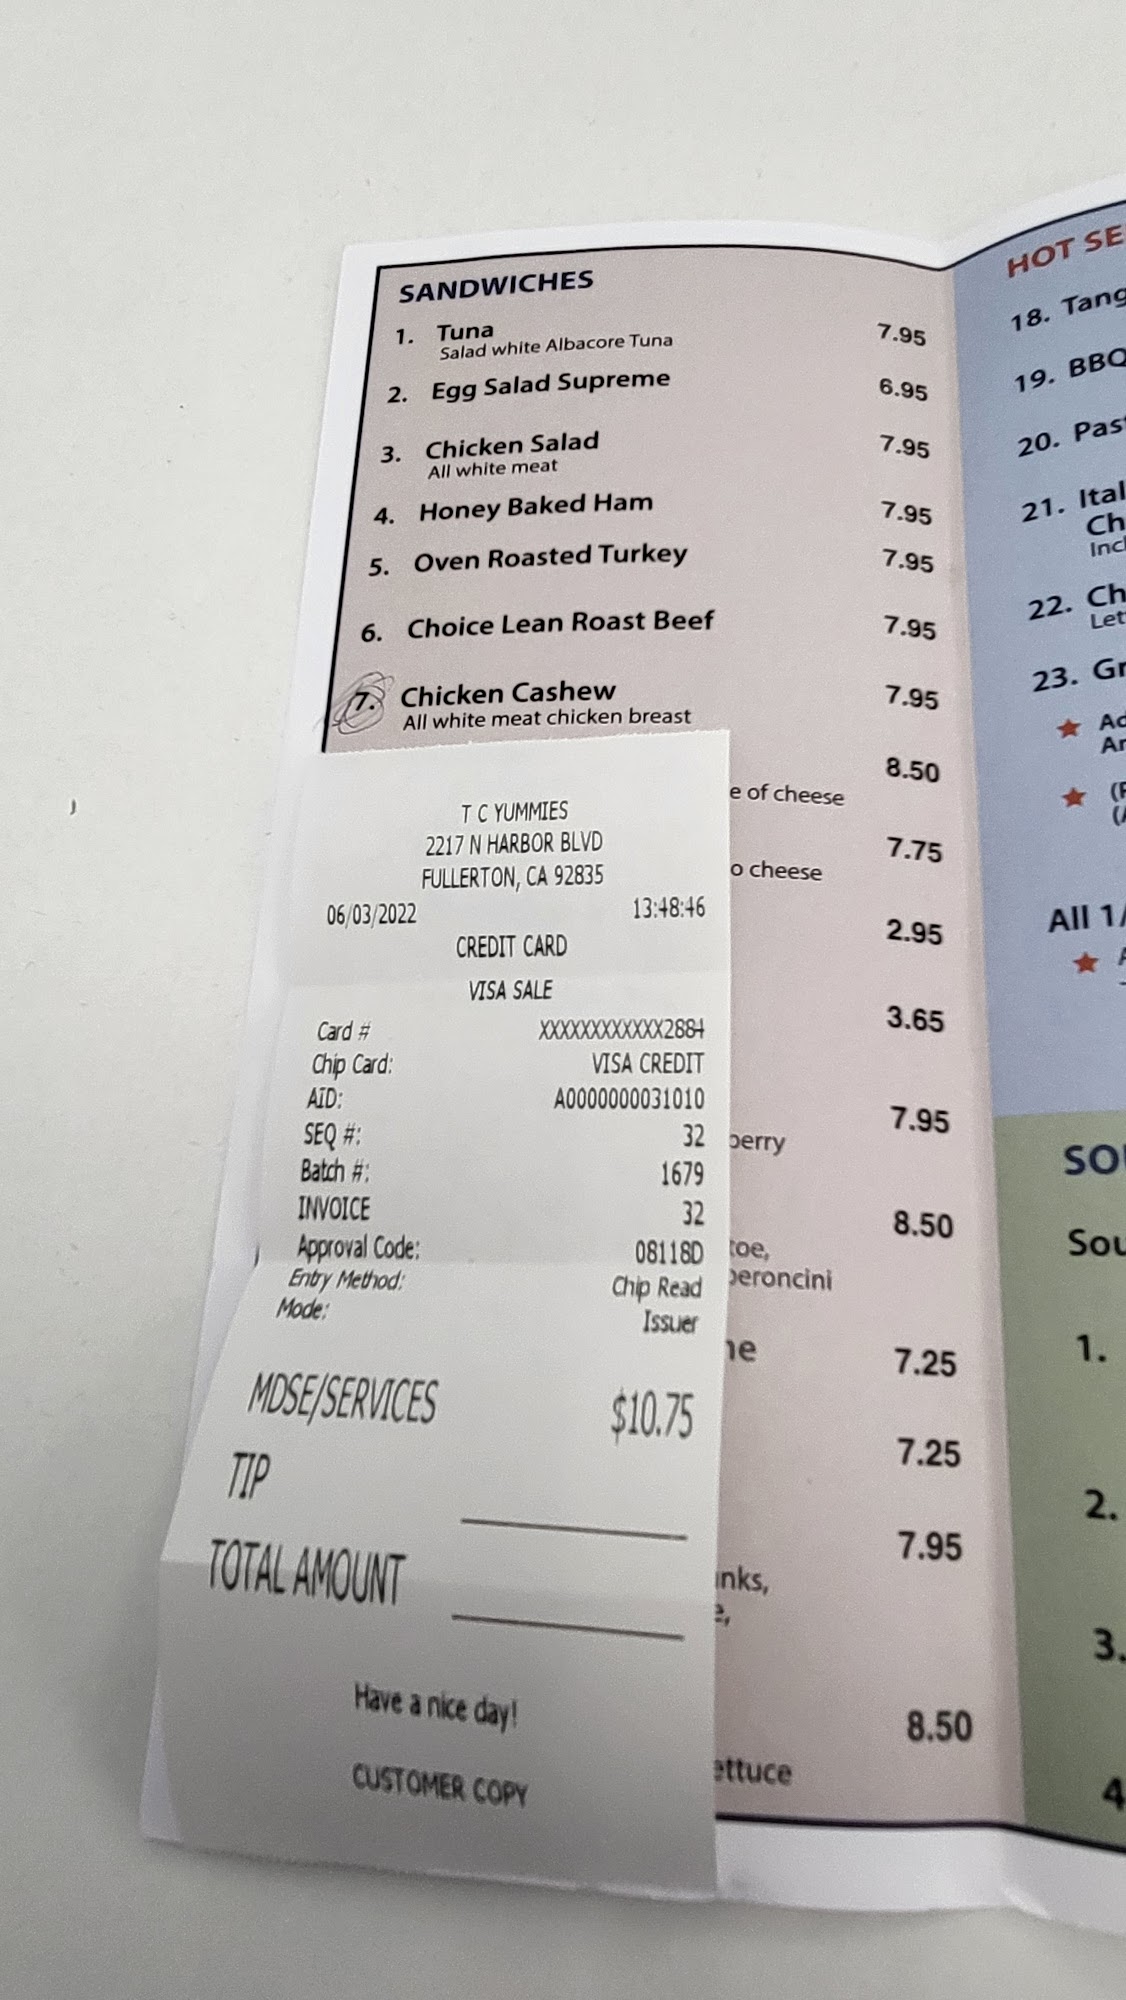 SANDWICHES
1. Tuna 7.95
Salad white Albacore Tuna
2. Egg Salad Supreme 6.95
3. Chicken Salad 7.95
All white meat
4. Honey Baked Ham 7.95
5. Oven Roasted Turkey 7.95
6. Choice Lean Roast Beef 7.95
7. Chicken Cashew 7.95
All white meat chicken breast
8.50
e of cheese
7.75
o cheese
2.95
3.65
7.95
berry
8.50
toe,
peroncini
ne 7.25
7.25
7.95
nks,
e,
8.50
ettuce
T C YUMMIES
2217 N HARBOR BLVD
FULLERTON, CA 92835
06/03/2022 13:48:46
CREDIT CARD
VISA SALE
Card # XXXXXXXXXXXX2884
Chip Card: VISA CREDIT
AID: A0000000031010
SEQ #: 32
Batch #: 1679
INVOICE 32
Approval Code: 08118D
Entry Method: Chip Read
Mode: Issuer
MDSE/SERVICES $10.75
TIP
TOTAL AMOUNT
Have a nice day!
CUSTOMER COPY
HOT SE
18. Tang
19. BBQ
20. Past
21. Ital
Ch
Incl
22. Ch
Let
23. Gr
Ad
Ar
All 1/
SOU
Sou
1.
2.
3.
4